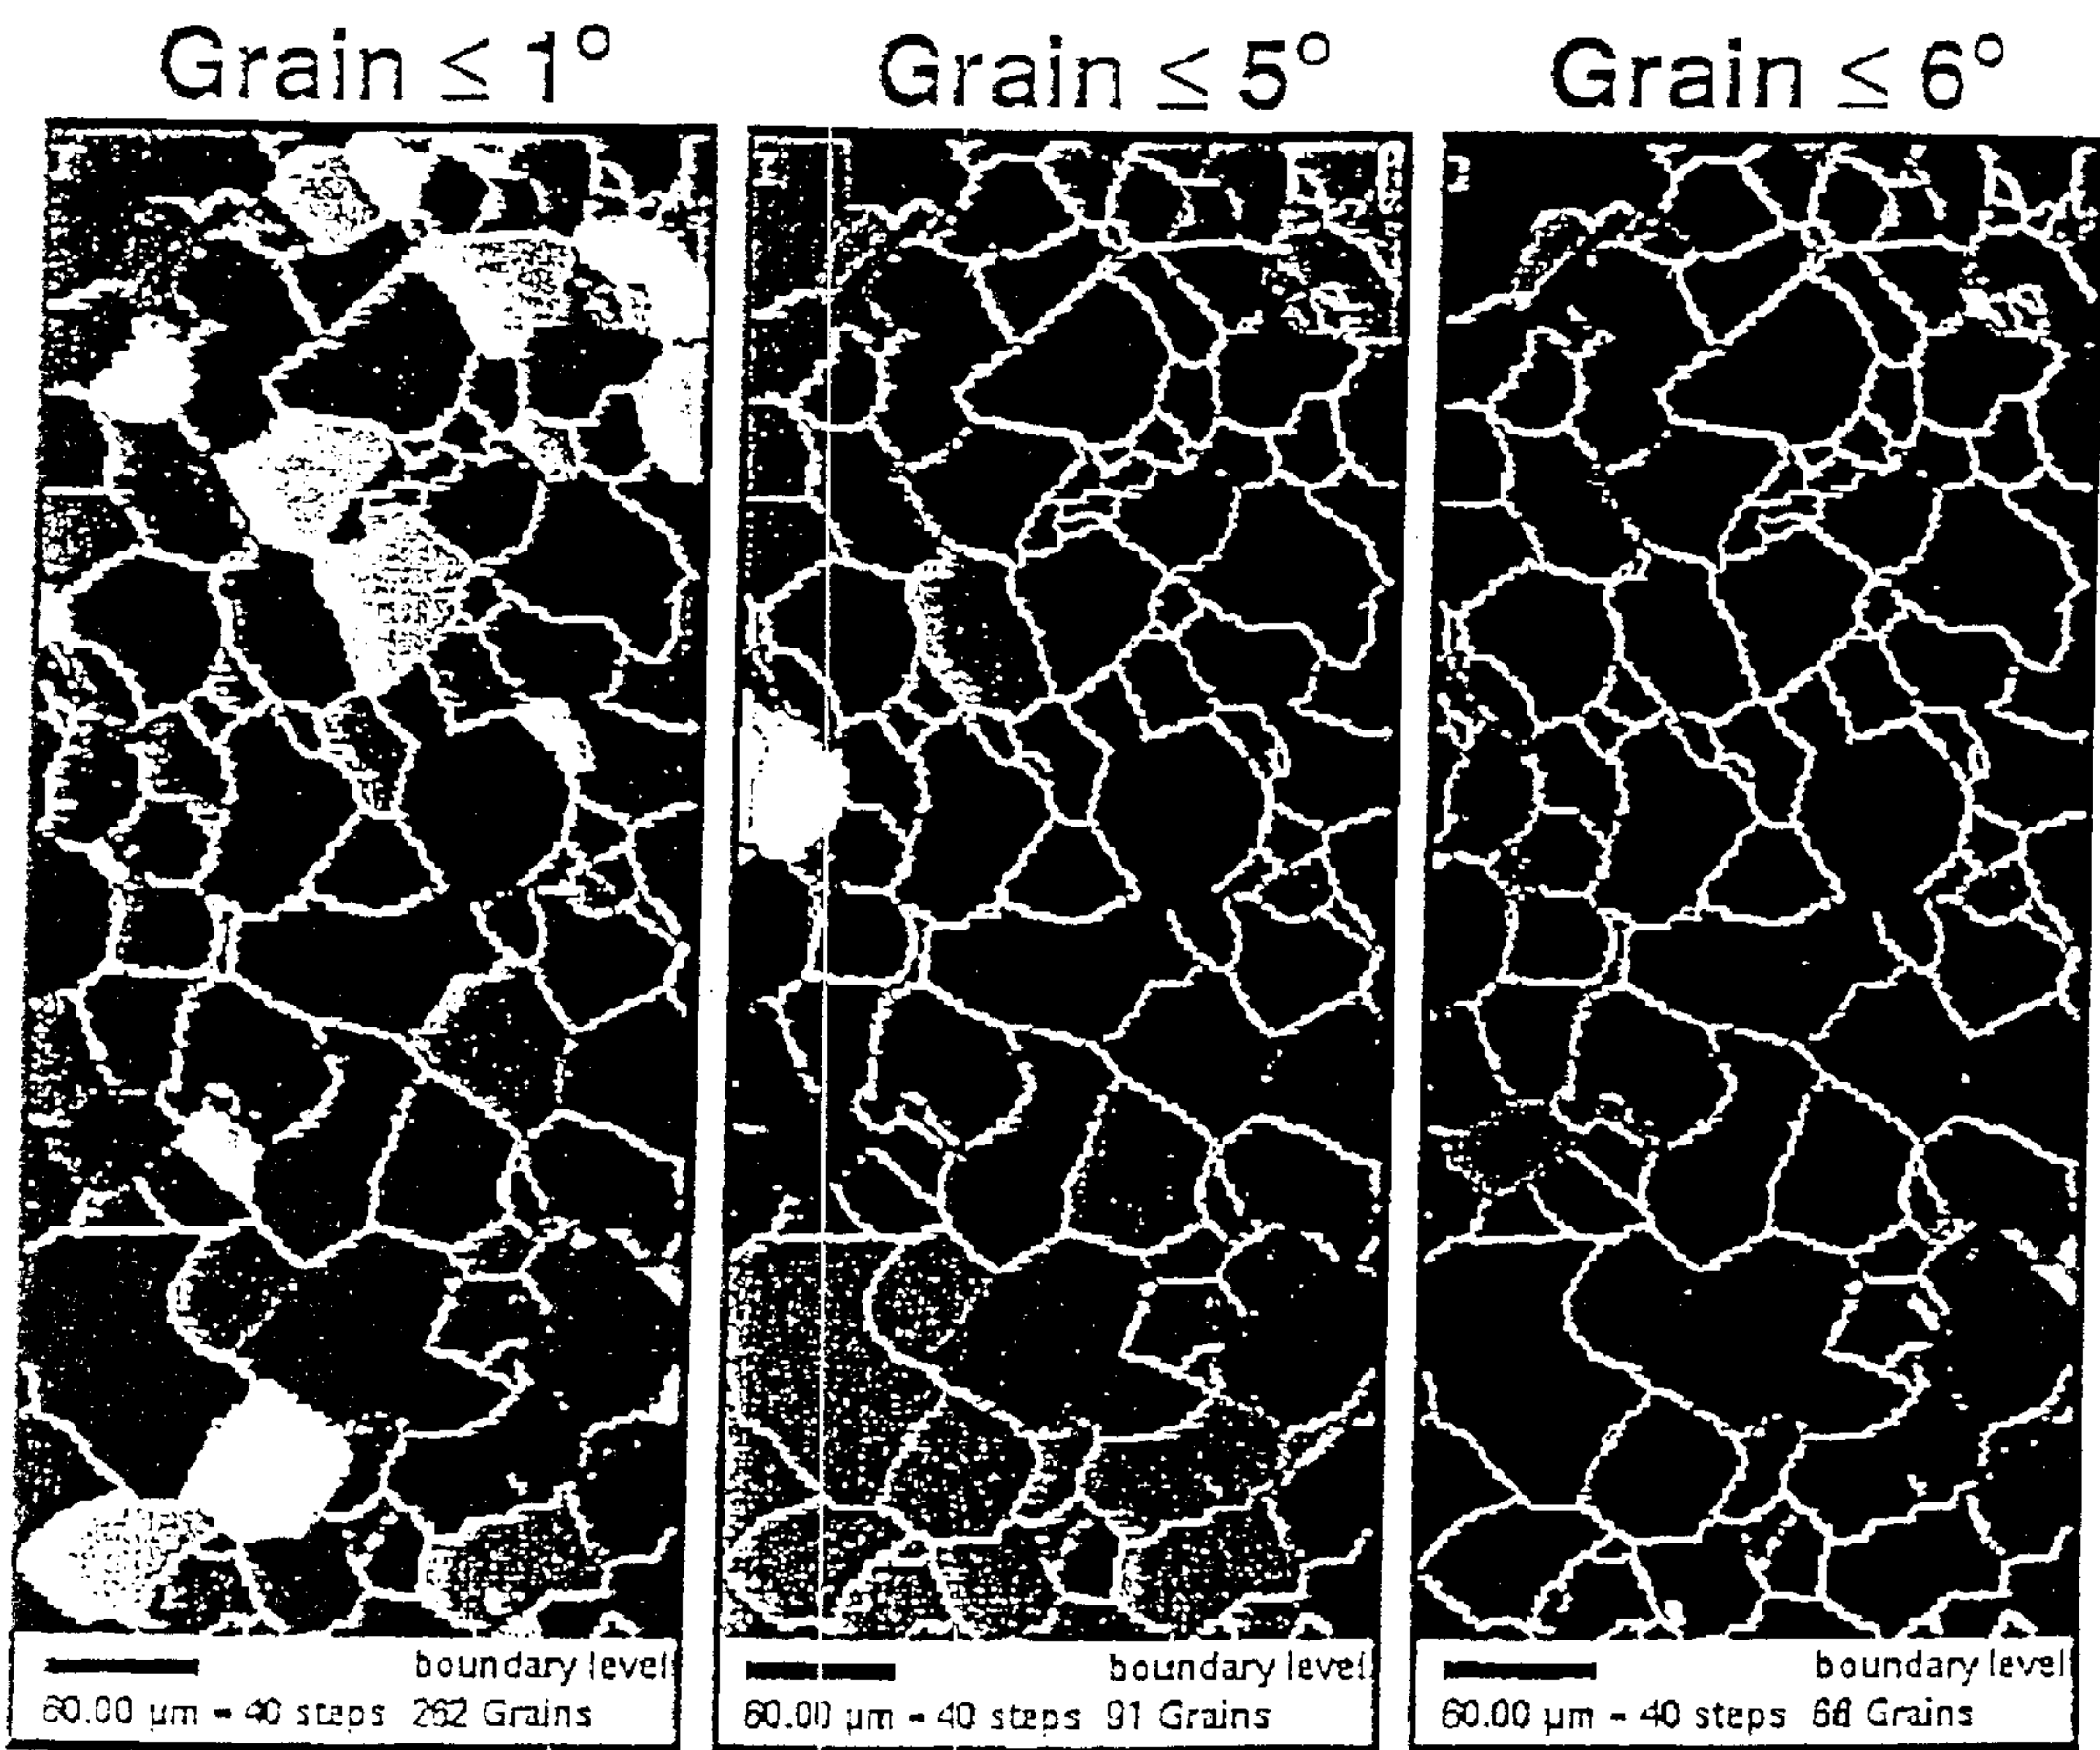 Grain ≤ 1°
Grain ≤ 5°
Grain ≤ 6°
boundary level
60.00 µm = 40 steps 262 Grains
boundary level
60.00 µm = 40 steps 91 Grains
boundary level
60.00 µm = 40 steps Grains